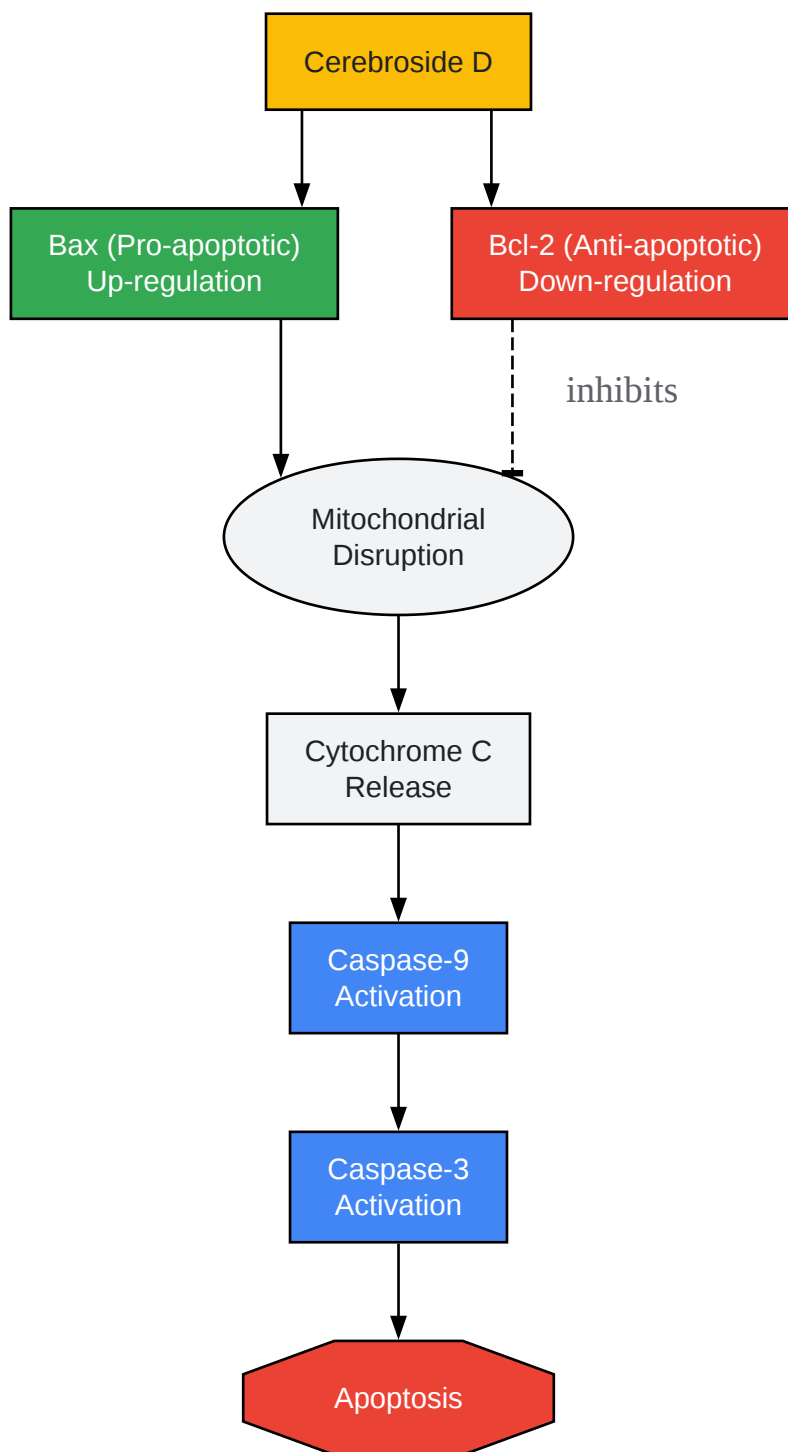 Cerebroside D
Bax (Pro-apoptotic)
Up-regulation
Bcl-2 (Anti-apoptotic)
Down-regulation
inhibits
Mitochondrial
Disruption
Cytochrome C
Release
Caspase-9
Activation
Caspase-3
Activation
Apoptosis